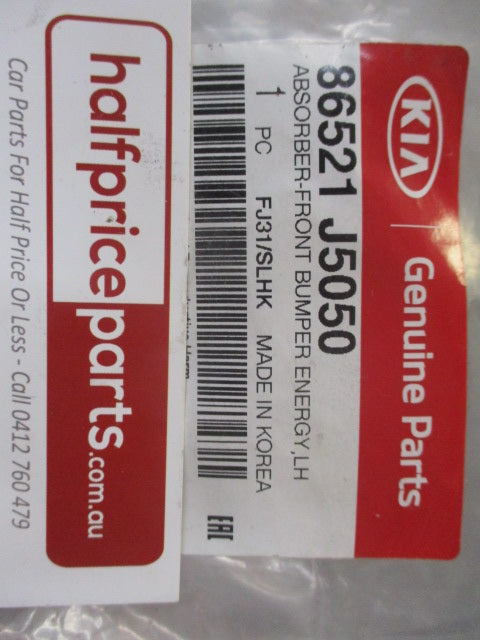 KIA
Genuine Parts
86521 J5050
ABSORBER-FRONT BUMPER ENERGY,LH
1 PC FJ31/SLHK MADE IN KOREA
EAC
halfpriceparts.com.au
Car Parts For Half Price Or Less - Call 0412 760 479